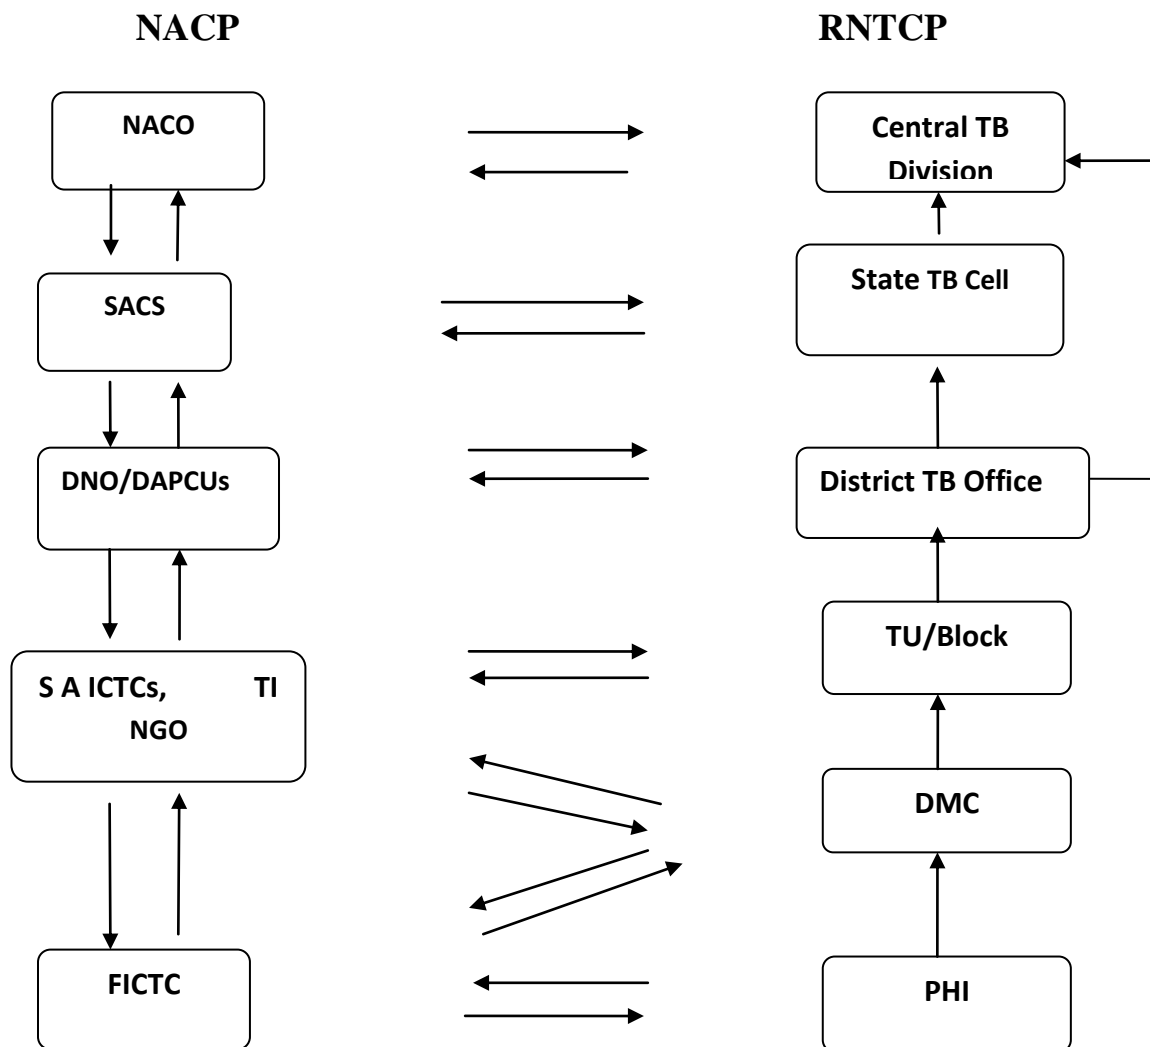 NACP
RNTCP
NACO
Central TB
Division
SACS
State TB Cell
DNO/DAPCUs
District TB Office
S A ICTCs, TI
NGO
TU/Block
DMC
FICTC
PHI